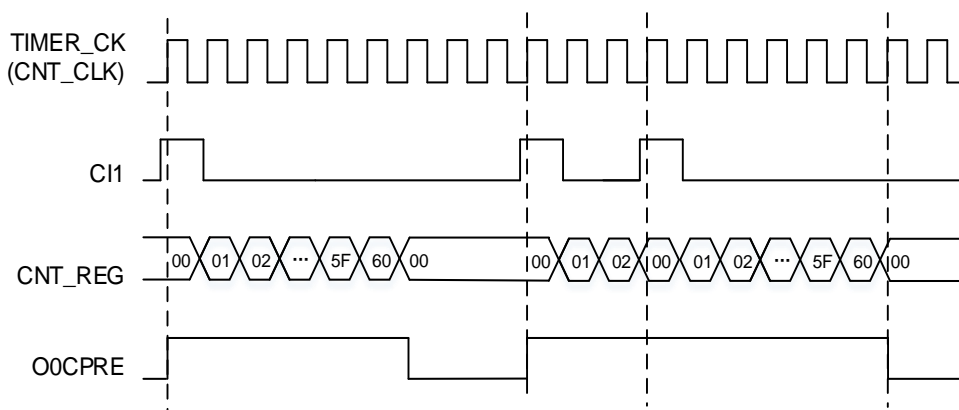 TIMER_CK
(CNT_CLK)
CI1
CNT_REG
00 01 02 ... 5F 60 00 00 01 02 00 01 02 ... 5F 60 00
O0CPRE